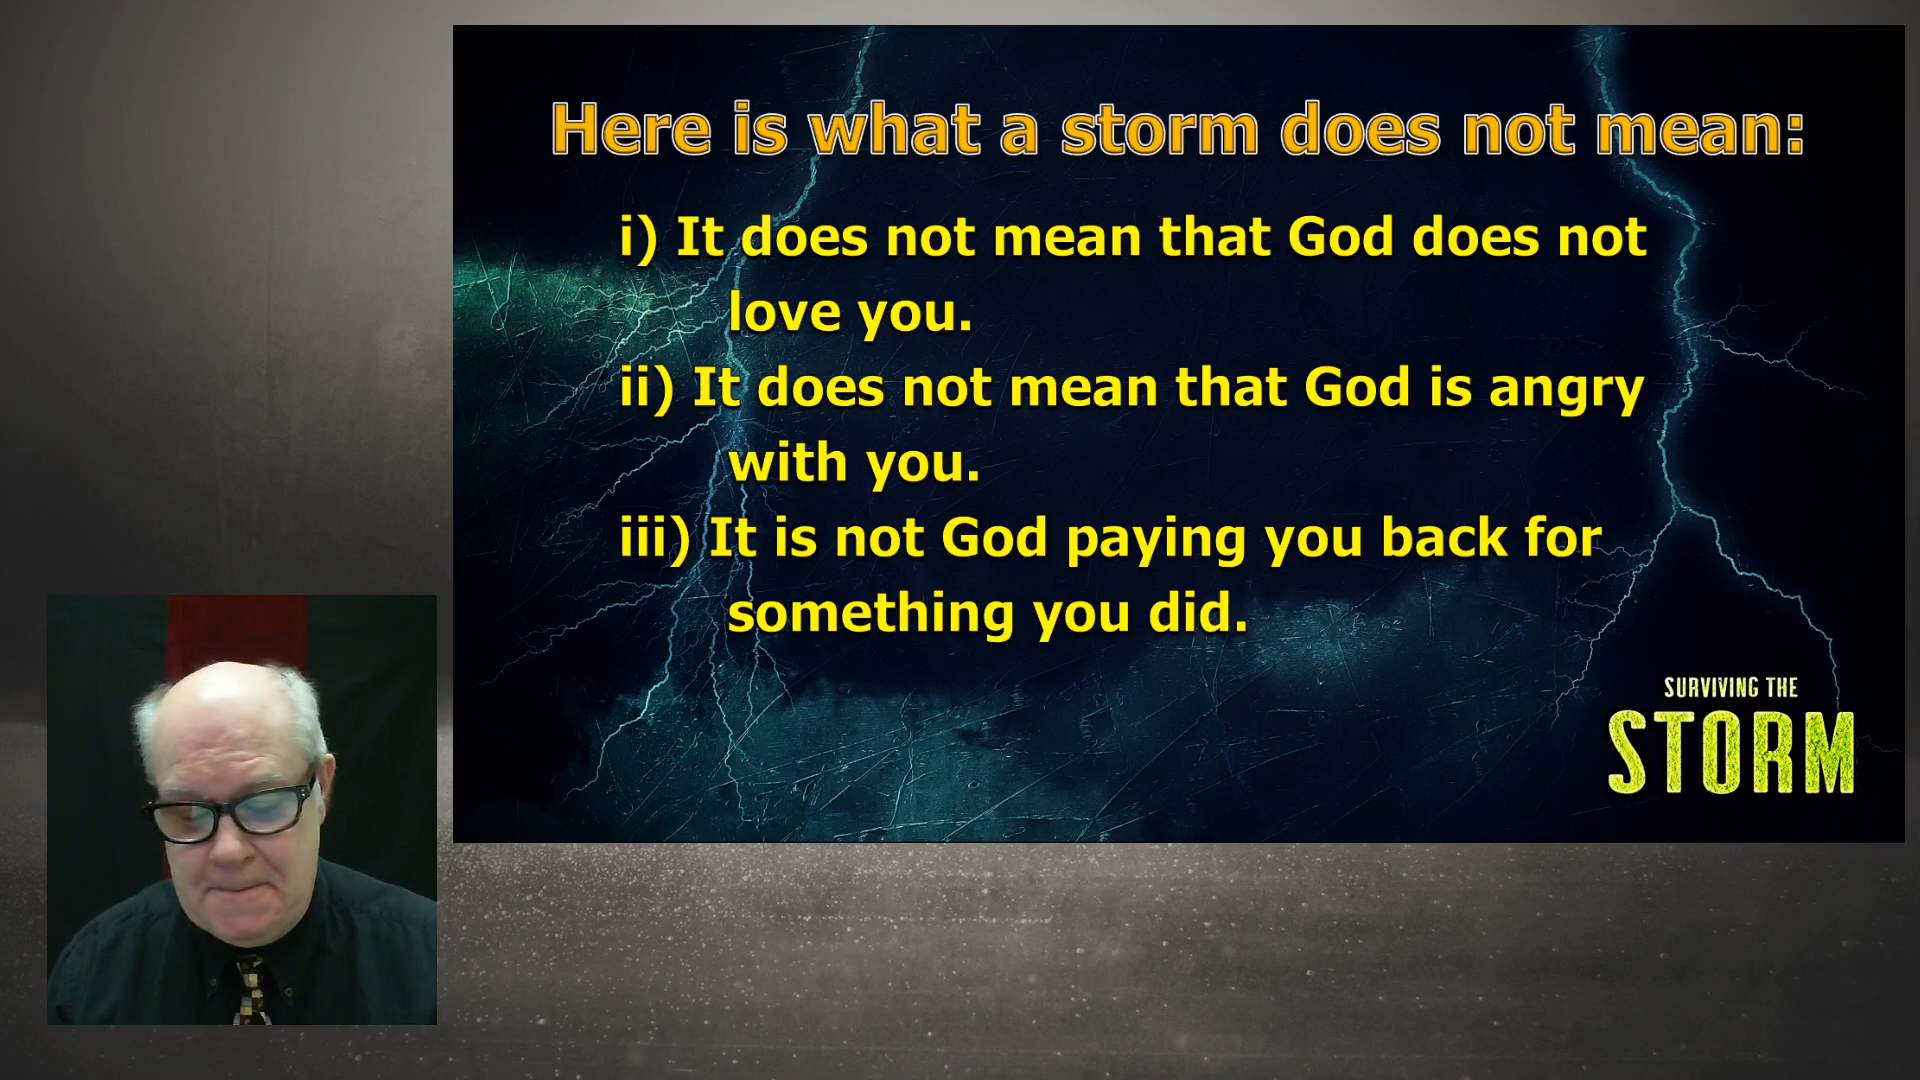 Here is what a storm does not mean:
i) It does not mean that God does not
love you.
ii) It does not mean that God is angry
with you.
iii) It is not God paying you back for
something you did.
SURVIVING THE
STORM